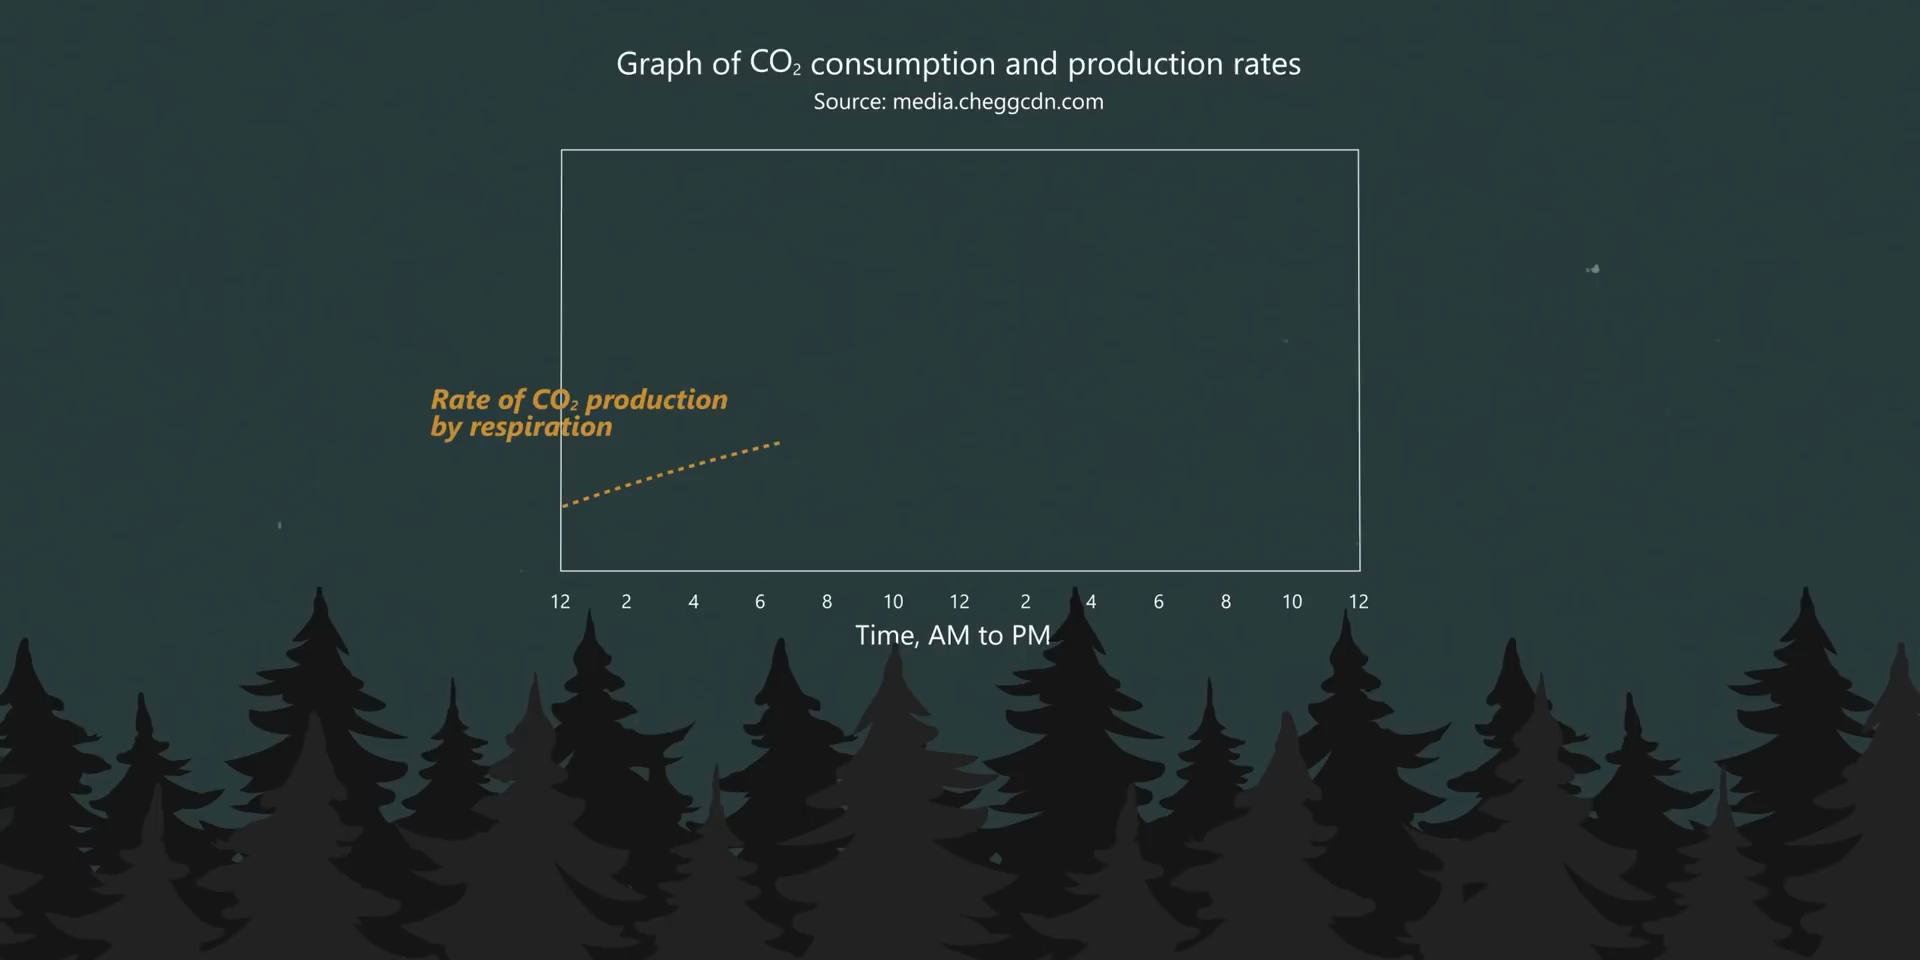 Graph of CO₂ consumption and production rates
Source: media.cheggcdn.com
Rate of CO₂ production
by respiration
12 2 4 6 8 10 12 2 4 6 8 10 12
Time, AM to PM